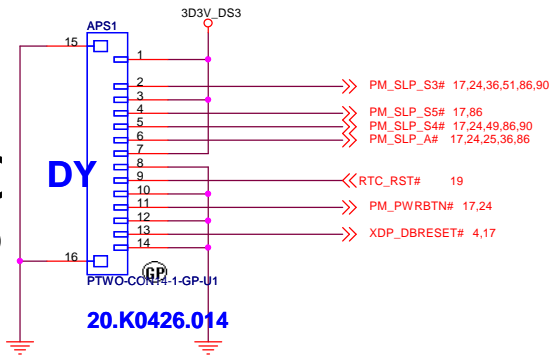 3D3V_DS3
APS1
15
1
2 PM_SLP_S3# 17,24,36,51,86,90
3
4 PM_SLP_S5# 17,86
5 PM_SLP_S4# 17,24,49,86,90
6 PM_SLP_A# 17,24,25,36,86
7
8
DY
9 RTC_RST# 19
10
11 PM_PWRBTN# 17,24
12
13 XDP_DBRESET# 4,17
14
16
GP
PTWO-CON14-1-GP-U1
20.K0426.014